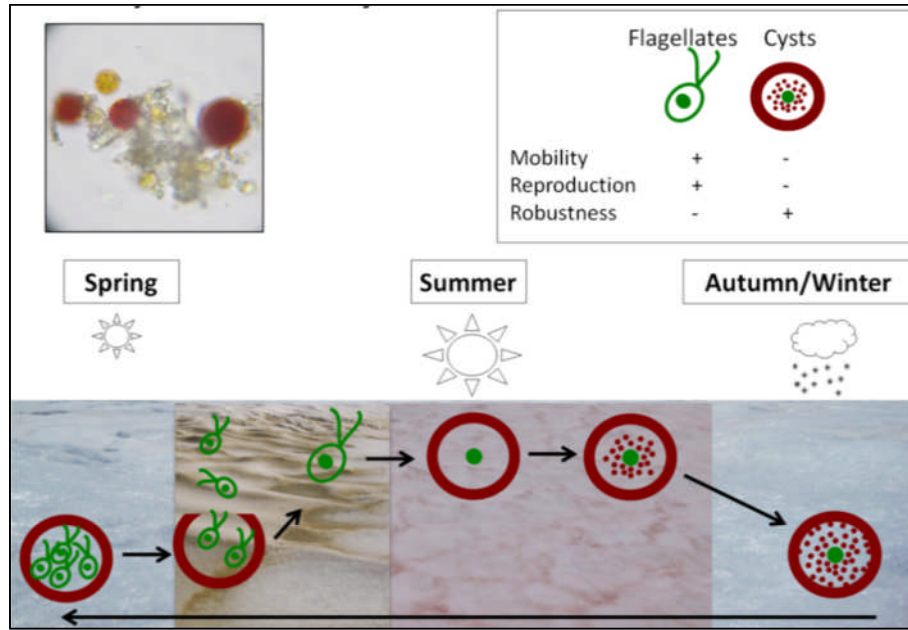 Flagellates Cysts
Mobility + -
Reproduction + -
Robustness - +
Spring
Summer
Autumn/Winter